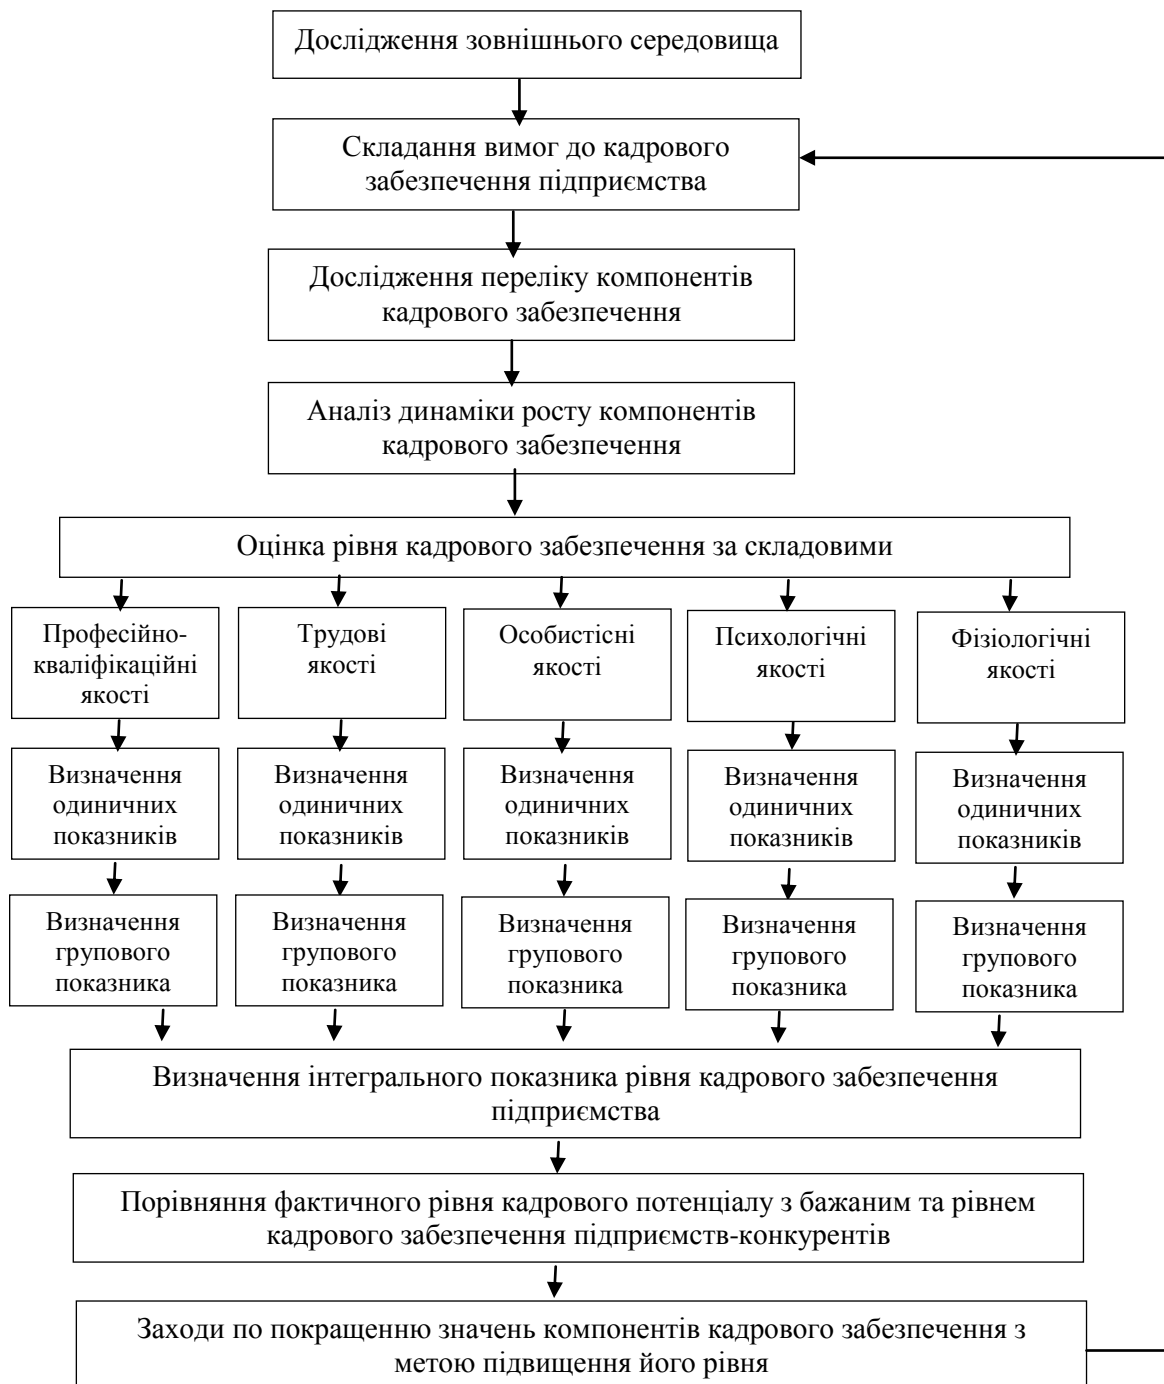 Дослідження зовнішнього середовища
Складання вимог до кадрового
забезпечення підприємства
Дослідження переліку компонентів
кадрового забезпечення
Аналіз динаміки росту компонентів
кадрового забезпечення
Оцінка рівня кадрового забезпечення за складовими
Професійно-
кваліфікаційні
якості
Трудові
якості
Особистісні
якості
Психологічні
якості
Фізіологічні
якості
Визначення
одиничних
показників
Визначення
одиничних
показників
Визначення
одиничних
показників
Визначення
одиничних
показників
Визначення
одиничних
показників
Визначення
групового
показника
Визначення
групового
показника
Визначення
групового
показника
Визначення
групового
показника
Визначення
групового
показника
Визначення інтегрального показника рівня кадрового забезпечення
підприємства
Порівняння фактичного рівня кадрового потенціалу з бажаним та рівнем
кадрового забезпечення підприємств-конкурентів
Заходи по покращенню значень компонентів кадрового забезпечення з
метою підвищення його рівня